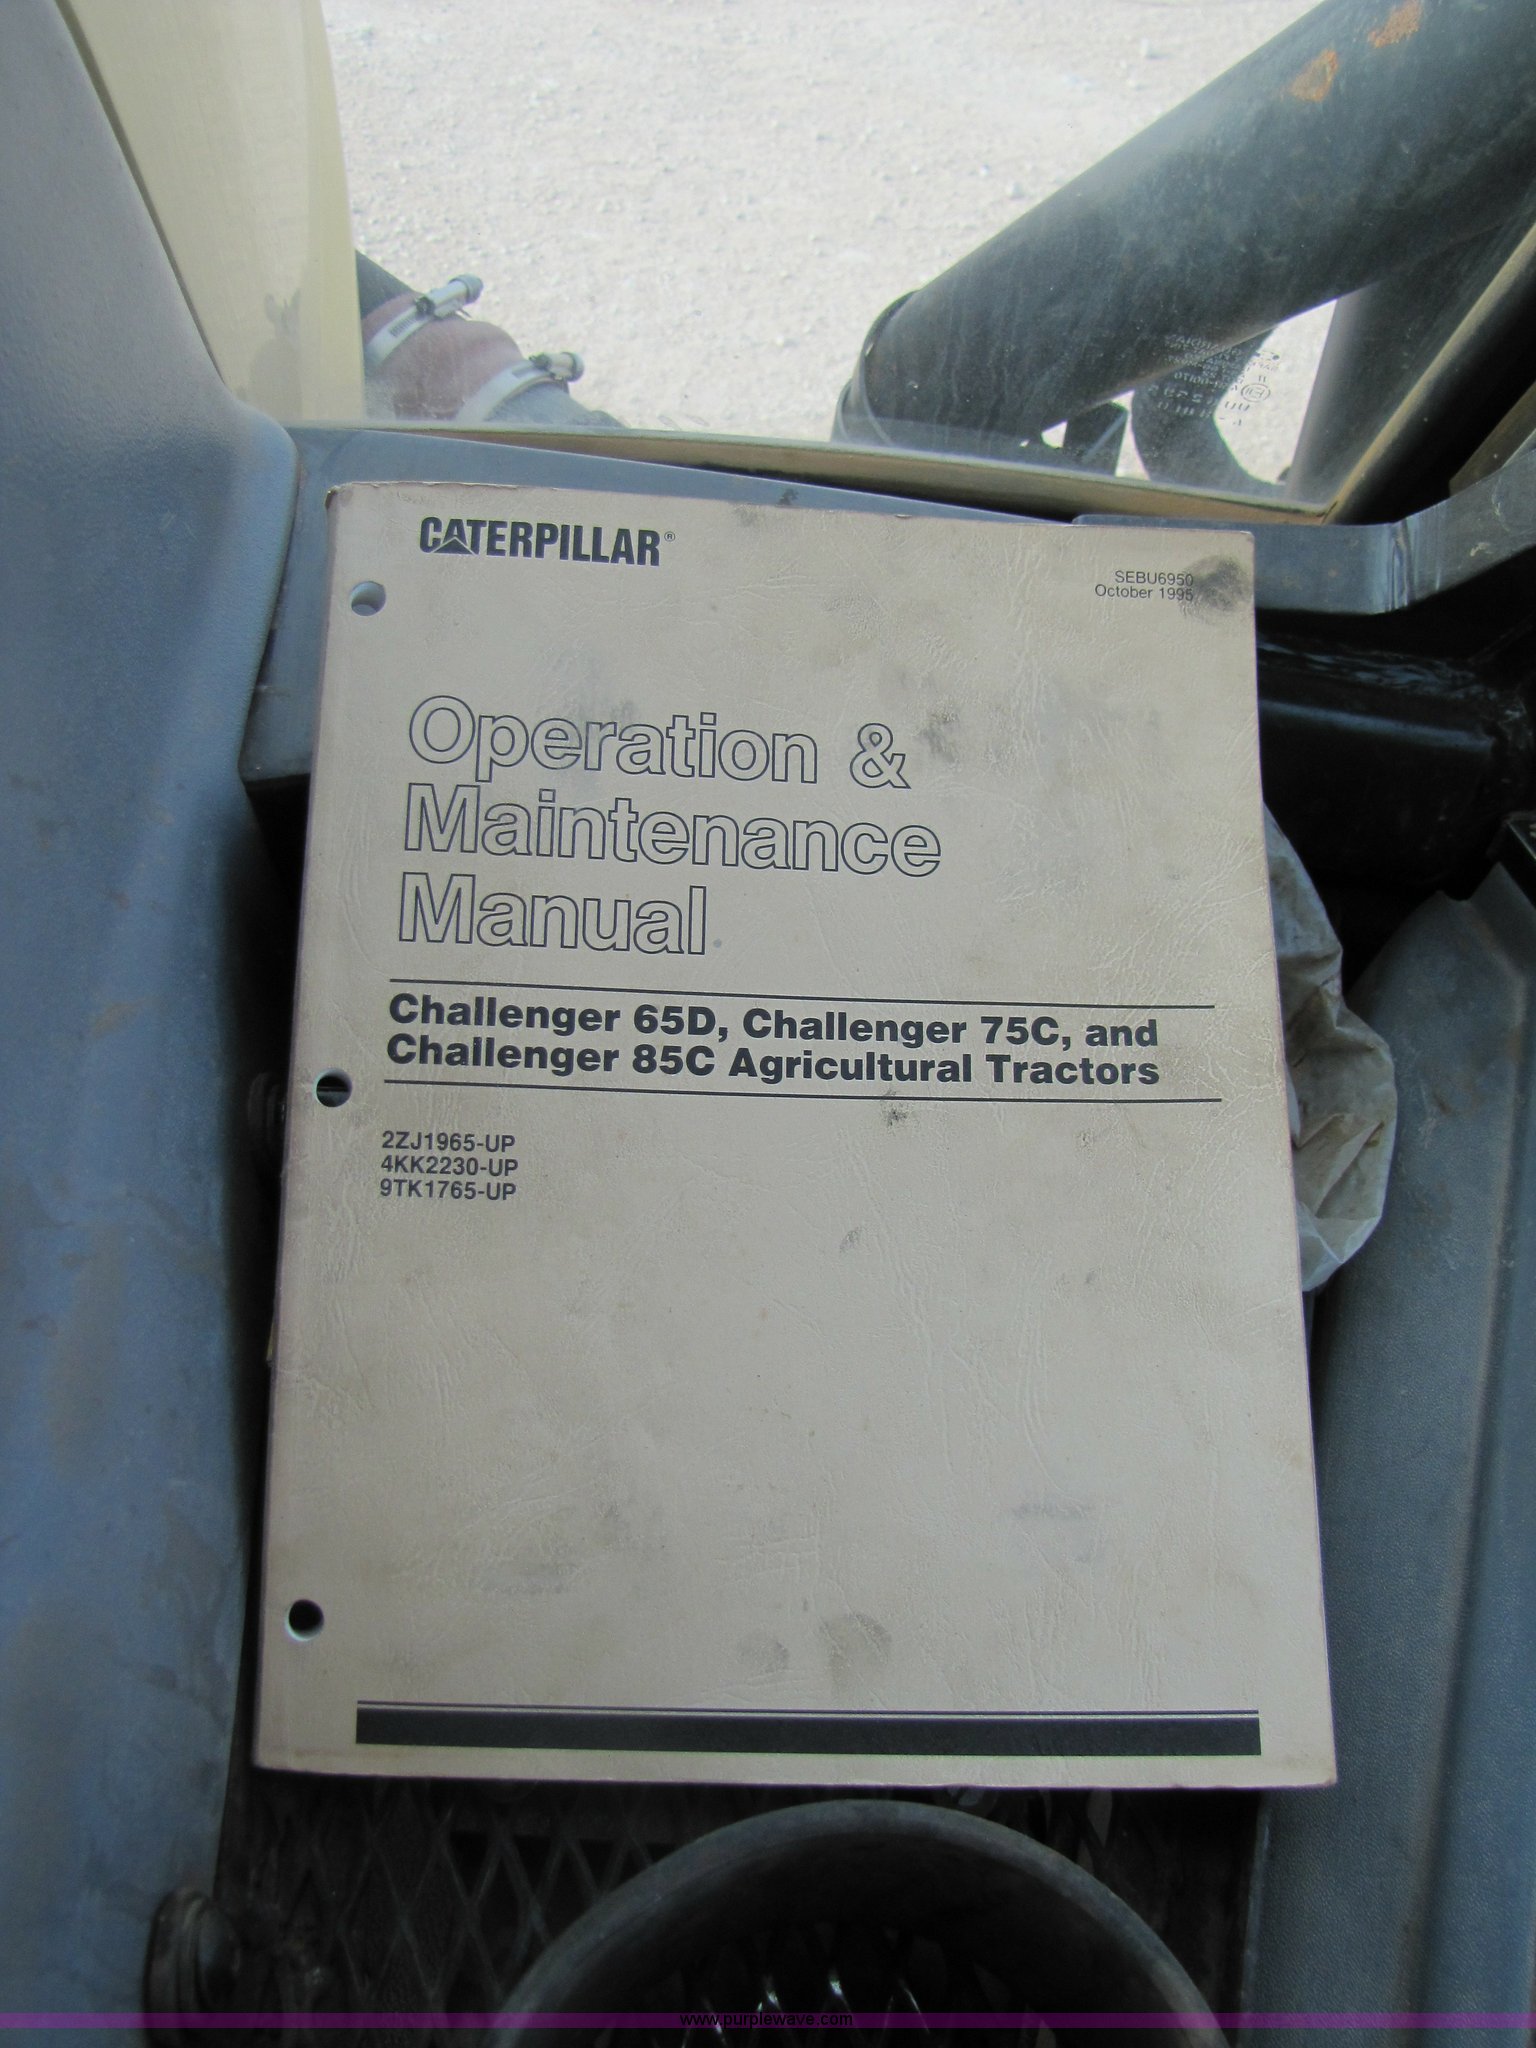 CATERPILLAR®
SEBU6950
October 1995
Operation &
Maintenance
Manual
Challenger 65D, Challenger 75C, and
Challenger 85C Agricultural Tractors
2ZJ1965-UP
4KK2230-UP
9TK1765-UP
www.purplewave.com